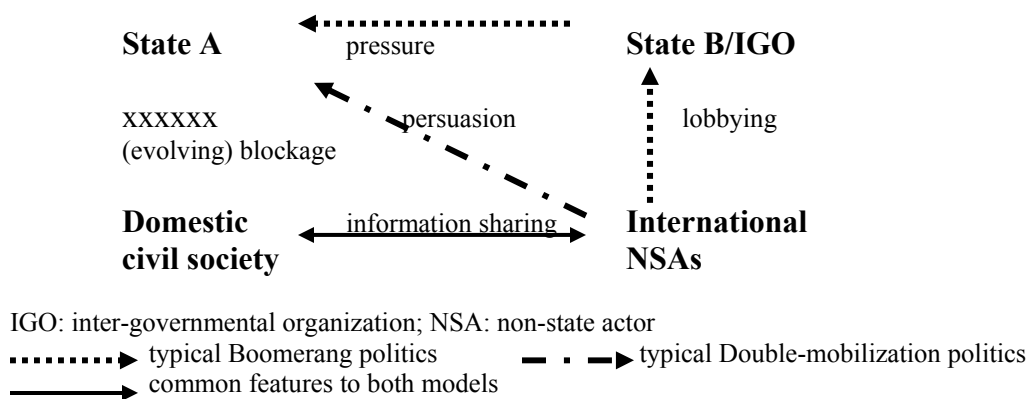 State A
pressure
State B/IGO
xxxxxx
persuasion
lobbying
(evolving) blockage
Domestic
information sharing
International
civil society
NSAs
IGO: inter-governmental organization; NSA: non-state actor
typical Boomerang politics
typical Double-mobilization politics
common features to both models